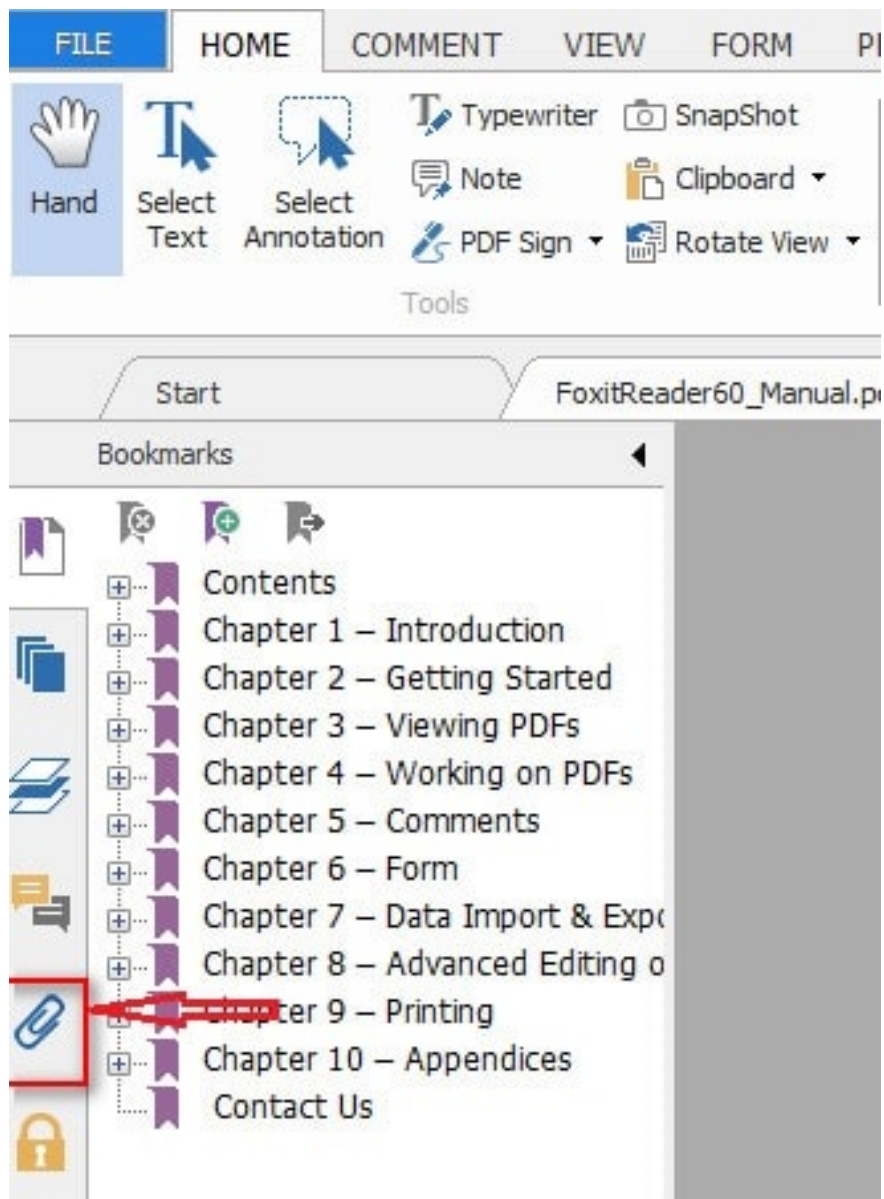 FILE HOME COMMENT VIEW FORM
Typewriter SnapShot
Hand Select Text Select Annotation Note Clipboard
PDF Sign Rotate View
Tools
Start FoxitReader60_Manual.p
Bookmarks
Contents
Chapter 1 – Introduction
Chapter 2 – Getting Started
Chapter 3 – Viewing PDFs
Chapter 4 – Working on PDFs
Chapter 5 – Comments
Chapter 6 – Form
Chapter 7 – Data Import & Exp
Chapter 8 – Advanced Editing o
Chapter 9 – Printing
Chapter 10 – Appendices
Contact Us